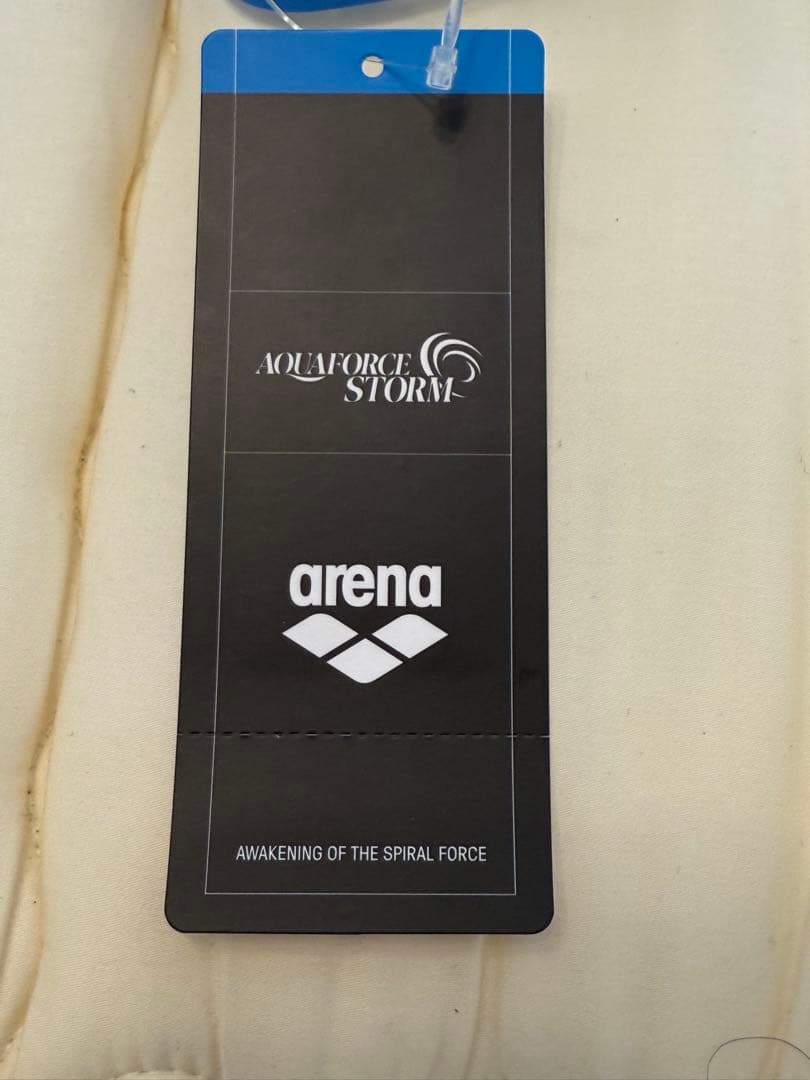 AQUAFORCE
STORM
arena
AWAKENING OF THE SPIRAL FORCE